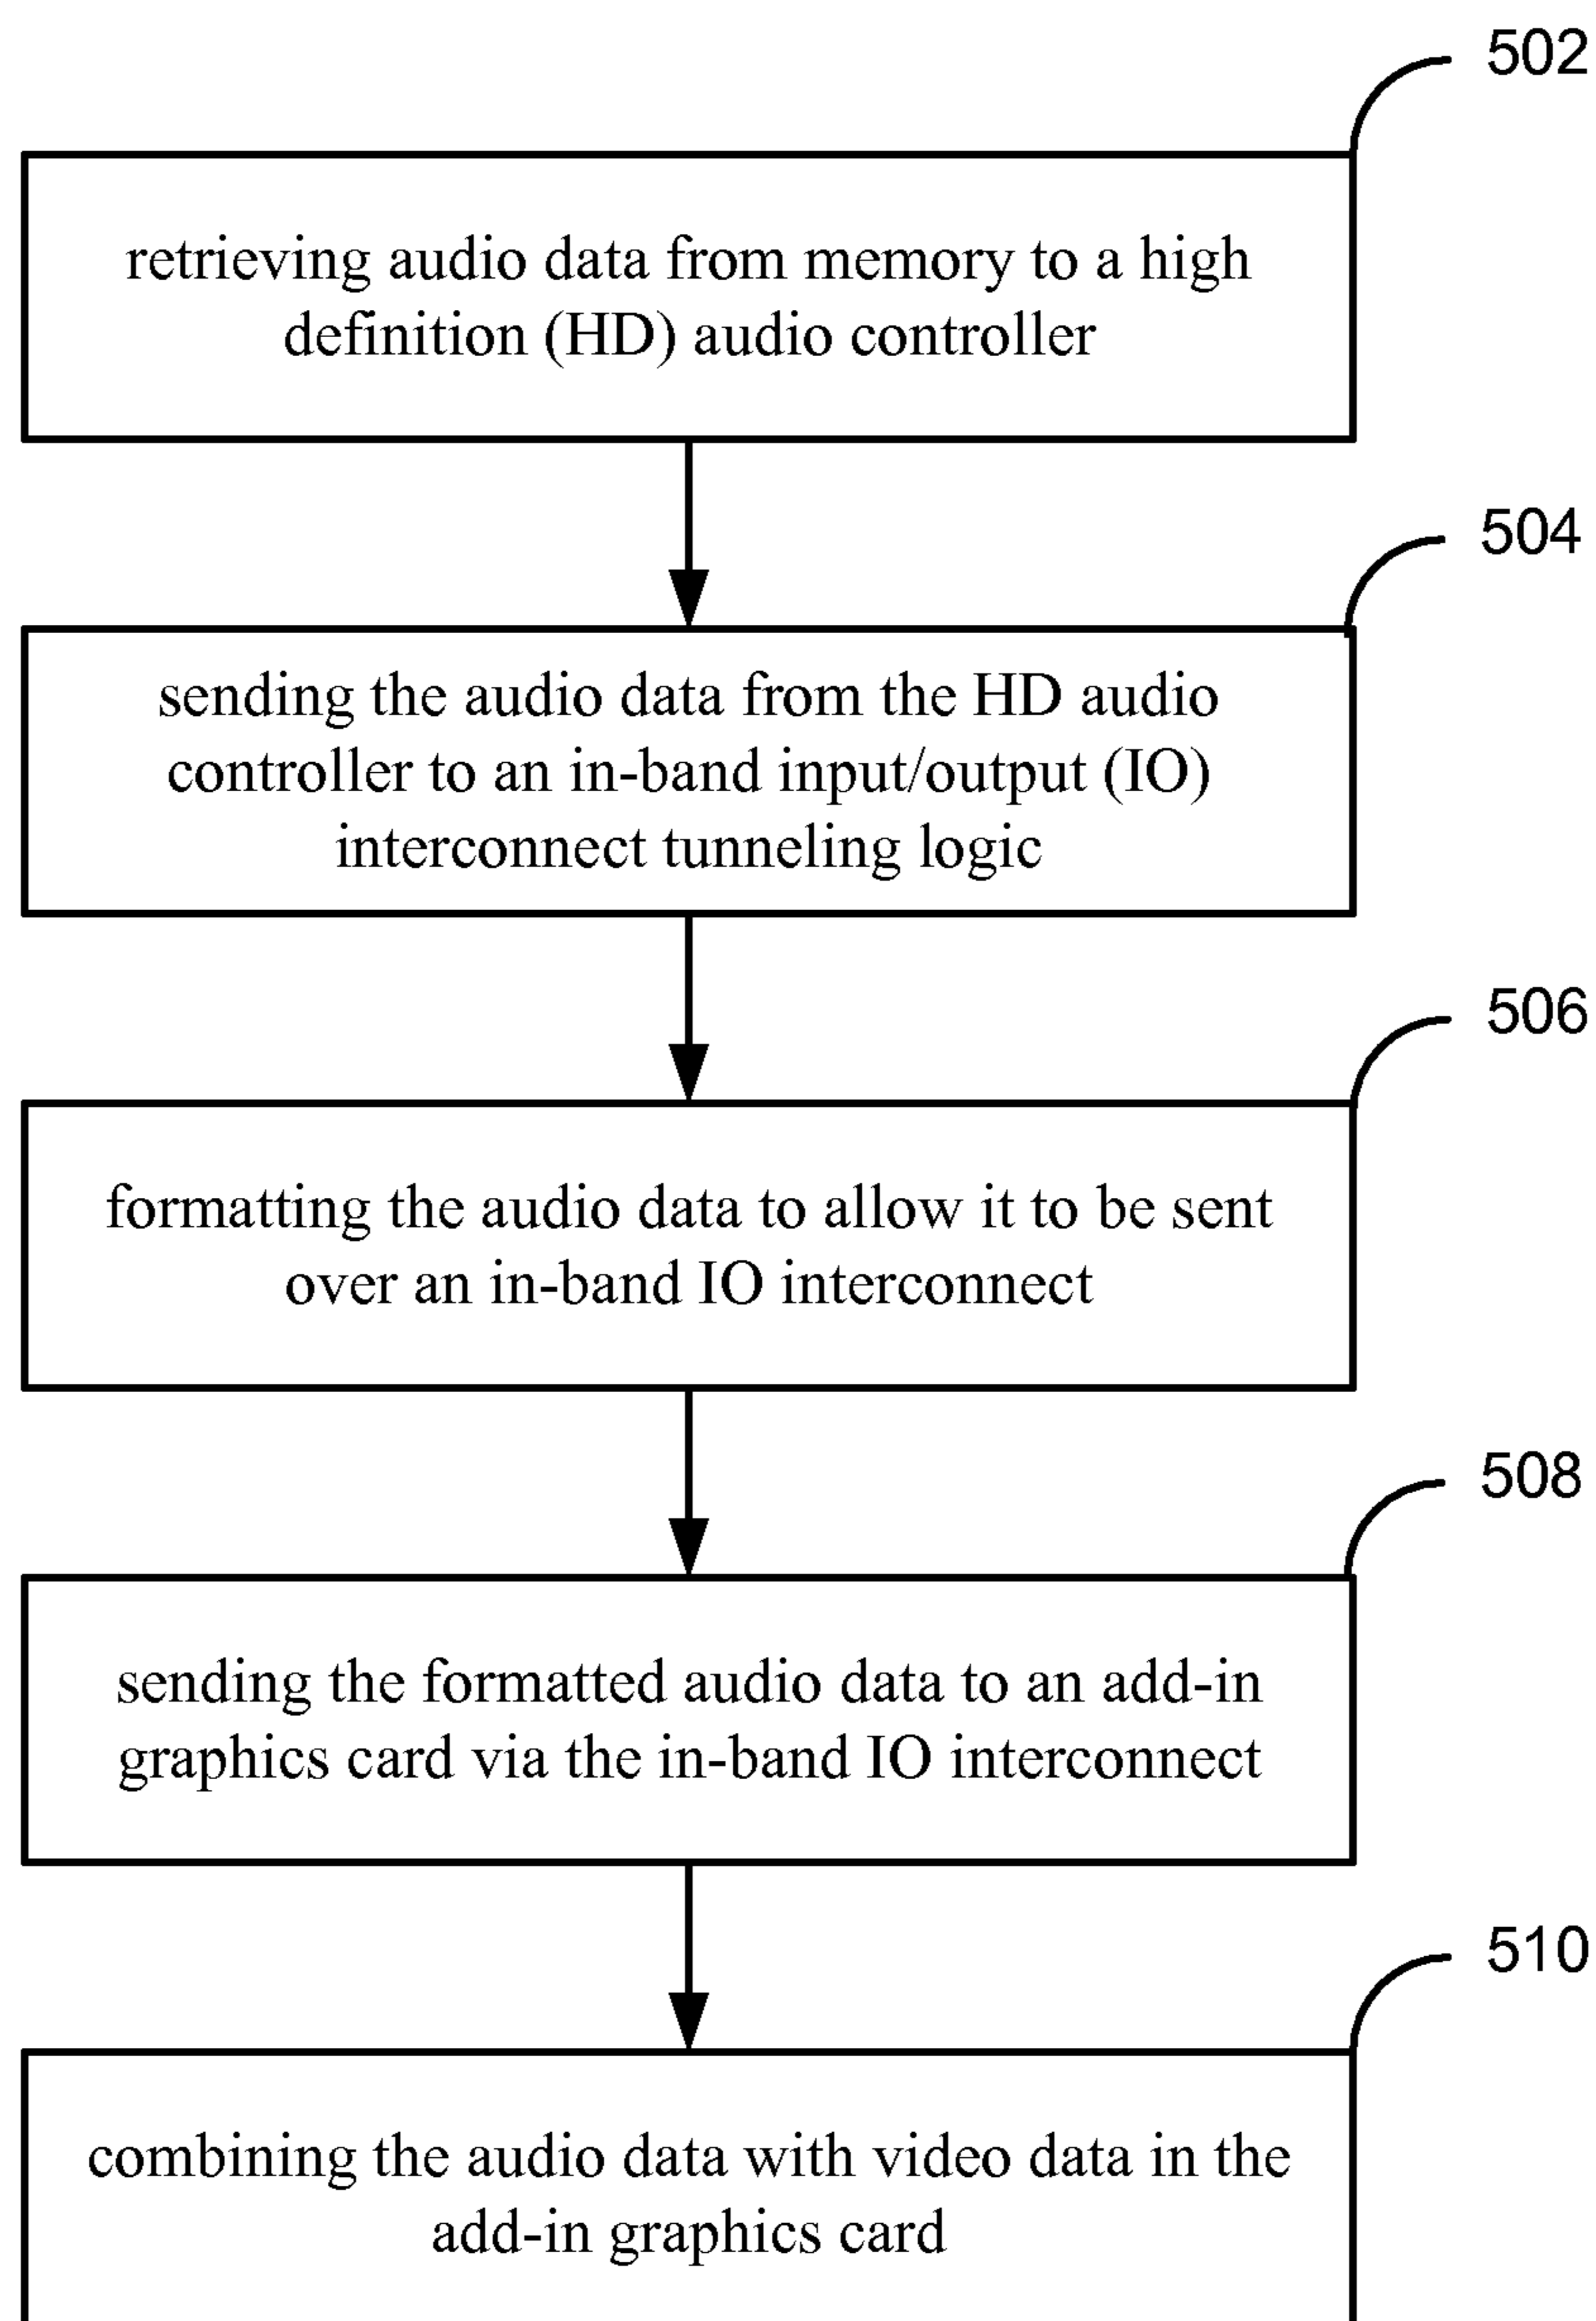 502
retrieving audio data from memory to a high
definition (HD) audio controller
504
sending the audio data from the HD audio
controller to an in-band input/output (IO)
interconnect tunneling logic
506
formatting the audio data to allow it to be sent
over an in-band IO interconnect
508
sending the formatted audio data to an add-in
graphics card via the in-band IO interconnect
510
combining the audio data with video data in the
add-in graphics card